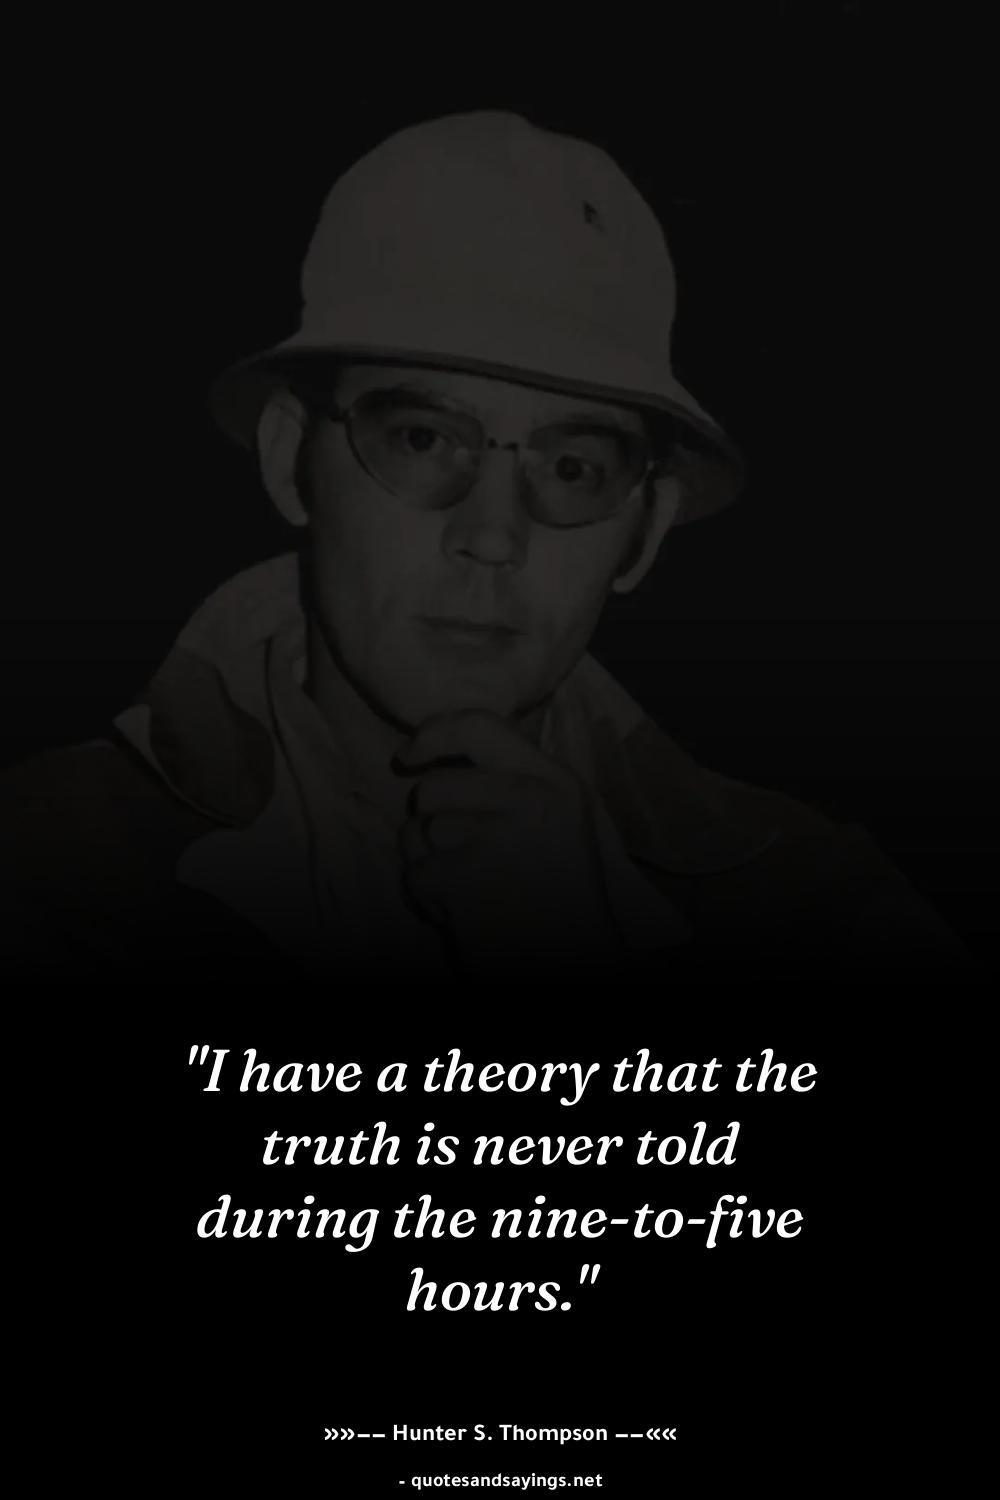 "I have a theory that the
truth is never told
during the nine-to-five
hours."
»»−− Hunter S. Thompson −−««
- quotesandsayings.net